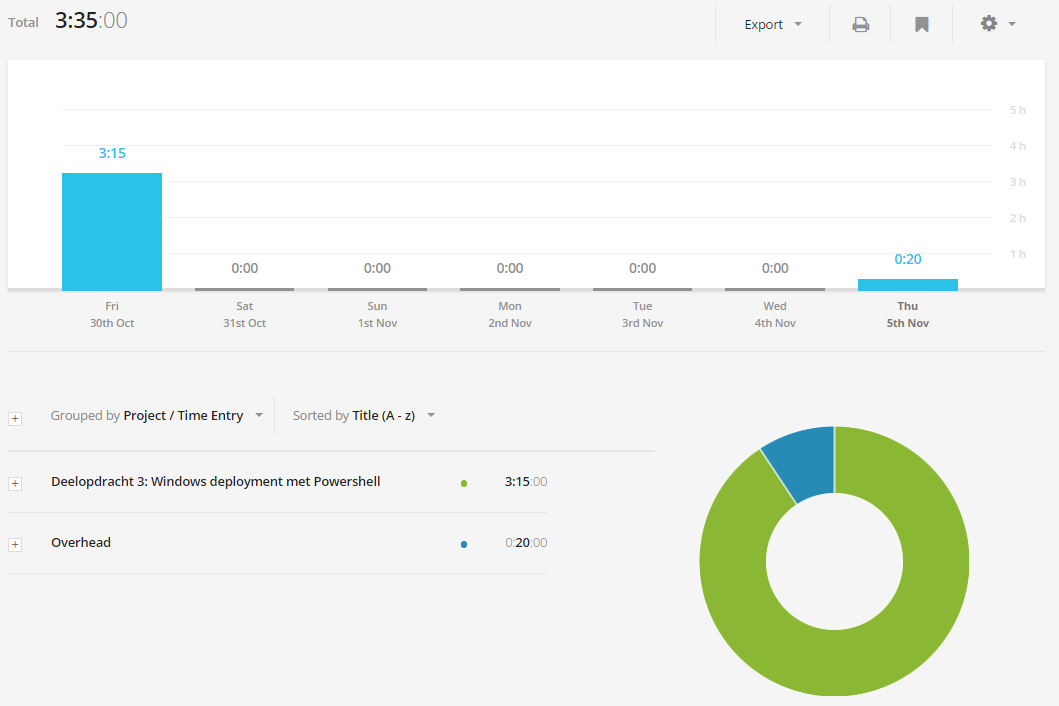 Total 3:35:00
Export
5 h
4 h
3:15
3 h
2 h
1 h
0:20
0:00 0:00 0:00 0:00 0:00
Fri Sat Sun Mon Tue Wed Thu
30th Oct 31st Oct 1st Nov 2nd Nov 3rd Nov 4th Nov 5th Nov
Grouped by Project / Time Entry Sorted by Title (A - z)
Deelopdracht 3: Windows deployment met Powershell 3:15:00
Overhead 0:20:00